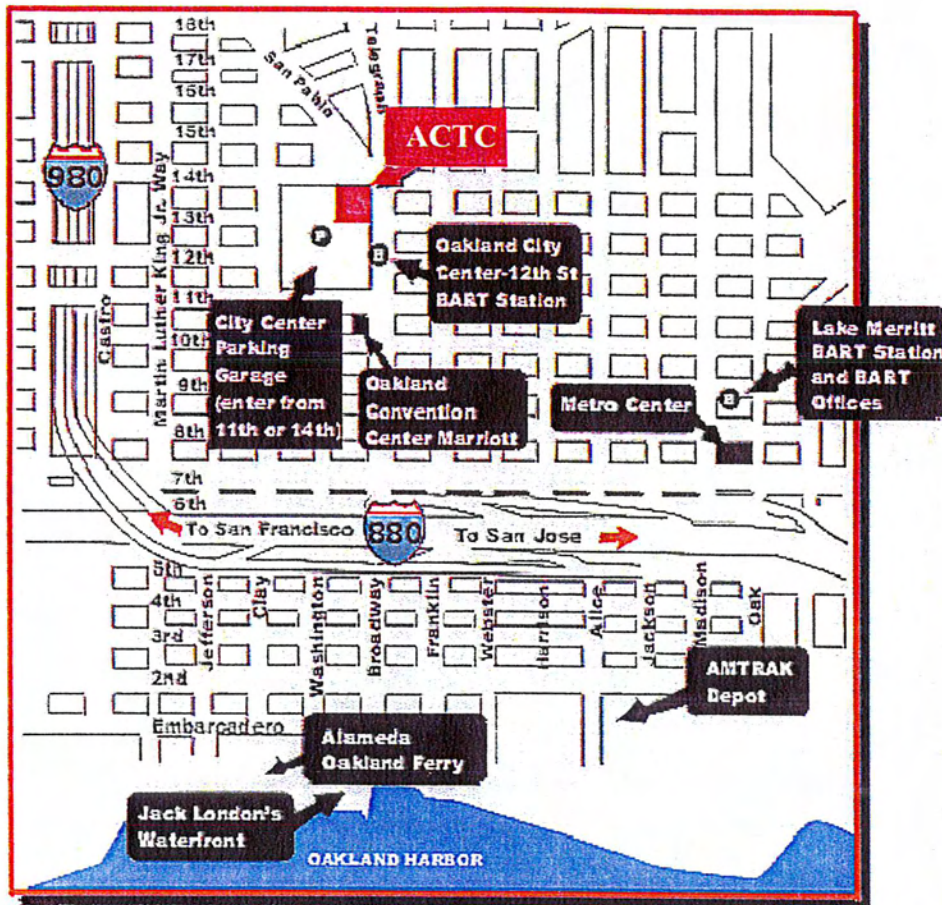 18th
17th
16th
15th
14th
13th
12th
11th
10th
9th
8th
7th
6th
5th
4th
3rd
2nd
Embarcadero
San Pablo
Telegraph
ACTC
980
Martin Luther King Jr. Way
Castro
Oakland City
Center-12th St
BART Station
City Center
Parking
Garage
(enter from
11th or 14th)
Oakland
Convention
Center Marriott
Metro Center
Lake Merritt
BART Station
and BART
Offices
To San Francisco
880
To San Jose
Jefferson
Clay
Washington
Broadway
Franklin
Webster
Harrison
Alice
Jackson
Madison
Oak
AMTRAK
Depot
Alameda
Oakland Ferry
Jack London's
Waterfront
OAKLAND HARBOR